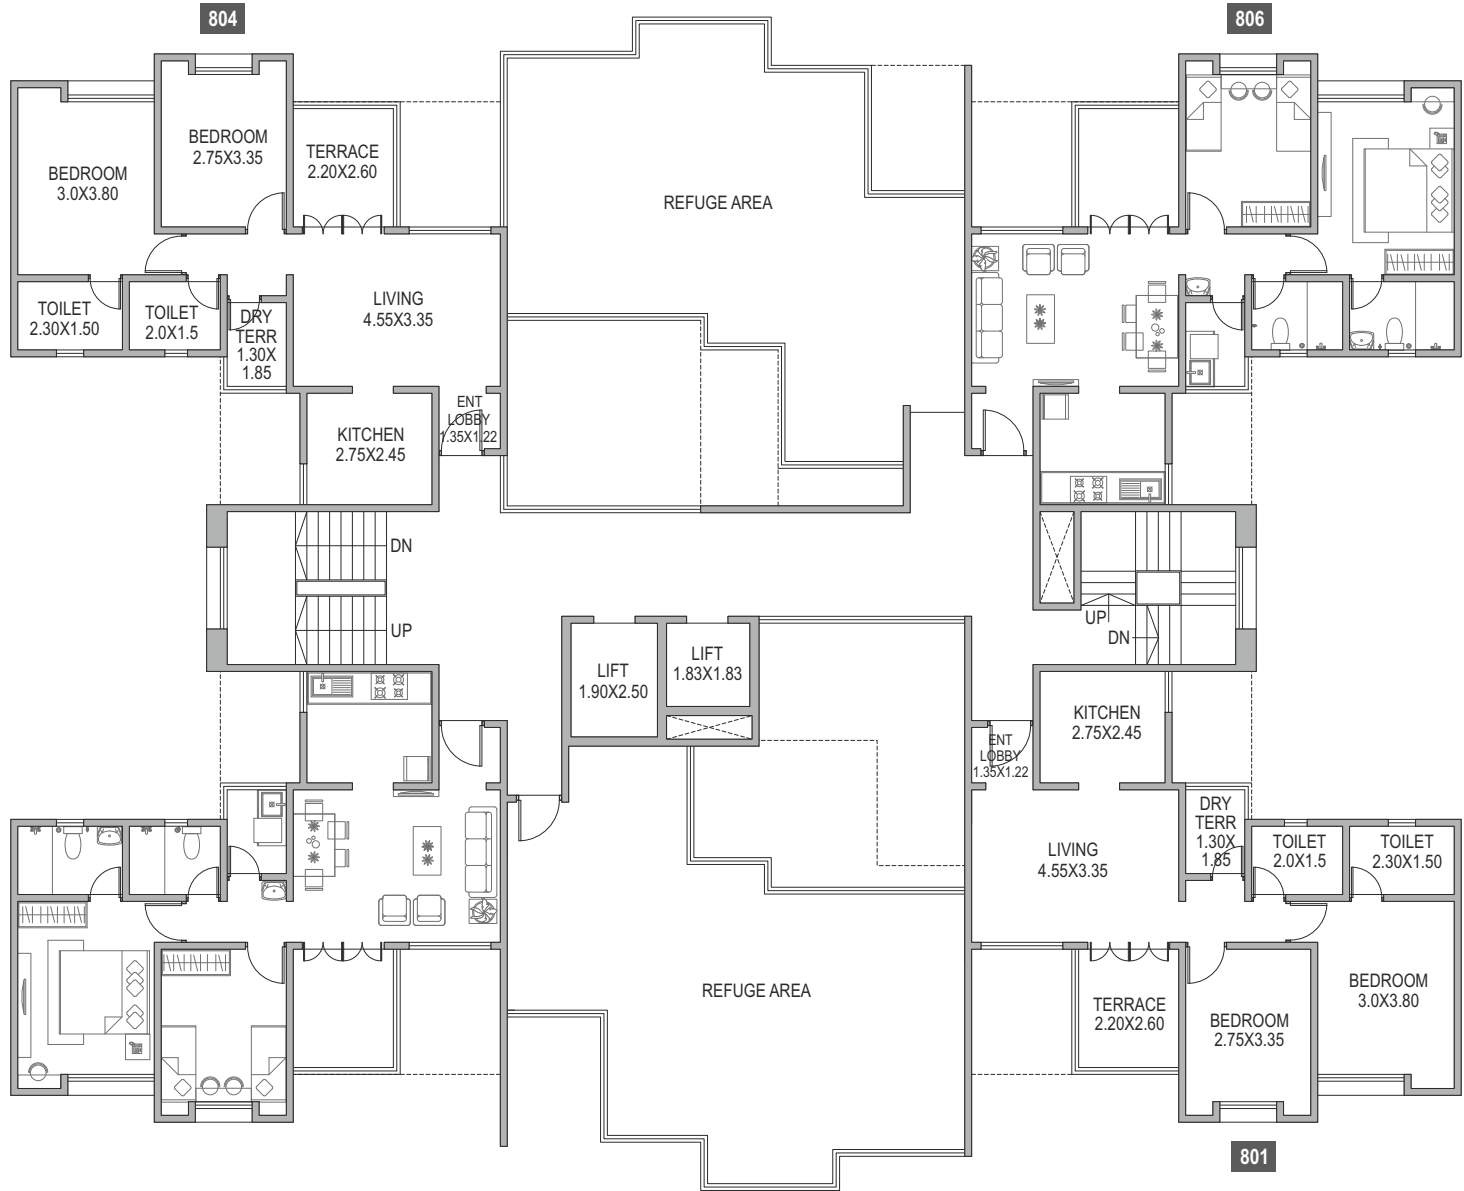 804
806
BEDROOM
3.0X3.80
BEDROOM
2.75X3.35
TERRACE
2.20X2.60
REFUGE AREA
TOILET
2.30X1.50
TOILET
2.0X1.5
DRY
TERR
1.30X
1.85
LIVING
4.55X3.35
KITCHEN
2.75X2.45
ENT
LOBBY
1.35X1.22
DN
UP
UP
DN
LIFT
1.90X2.50
LIFT
1.83X1.83
KITCHEN
2.75X2.45
ENT
LOBBY
1.35X1.22
LIVING
4.55X3.35
DRY
TERR
1.30X
1.85
TOILET
2.0X1.5
TOILET
2.30X1.50
REFUGE AREA
TERRACE
2.20X2.60
BEDROOM
2.75X3.35
BEDROOM
3.0X3.80
801